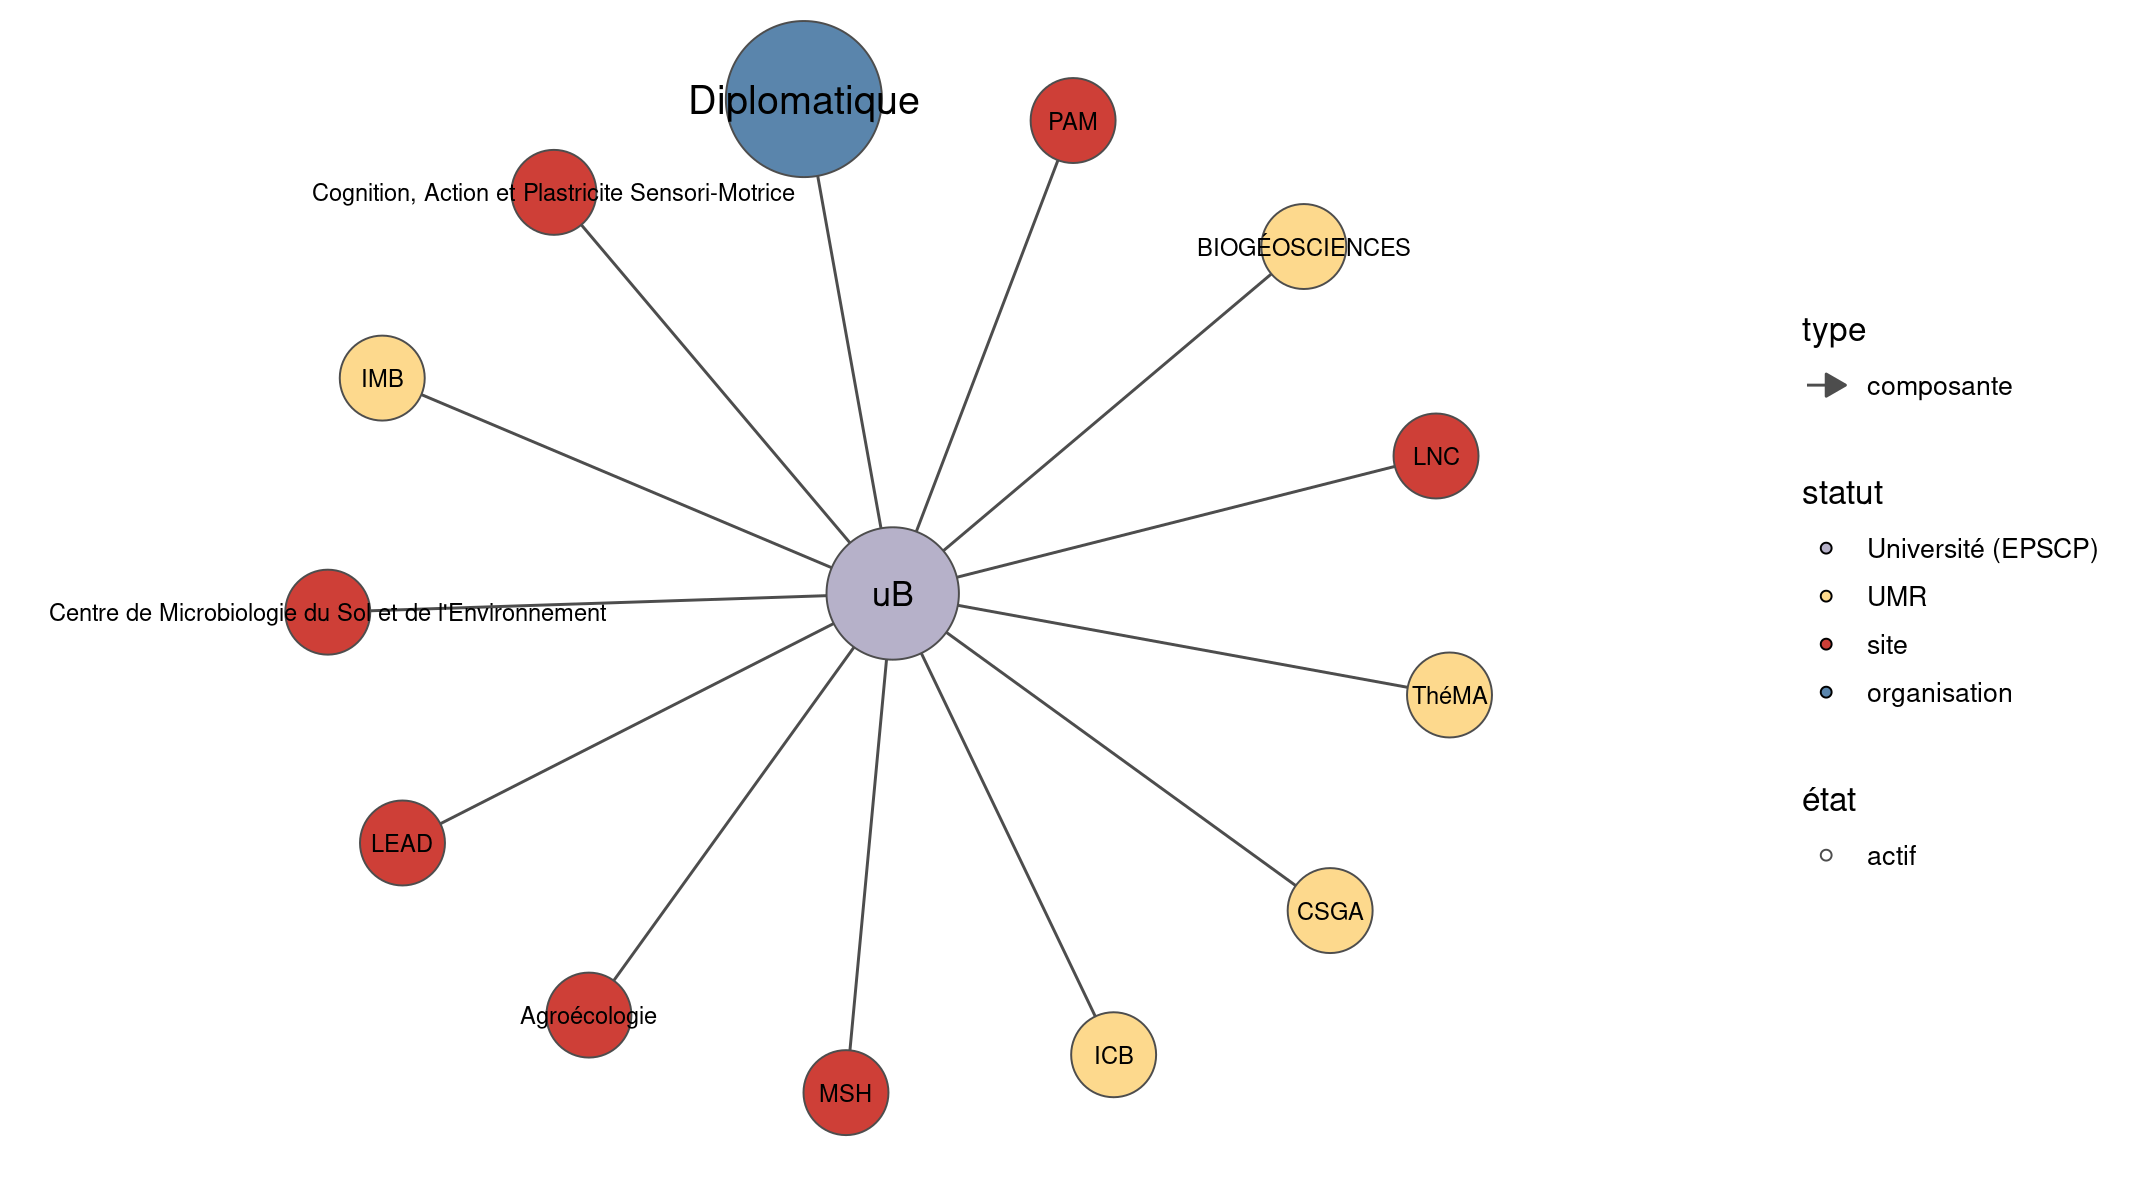 Diplomatique
PAM
Cognition, Action et Plastricite Sensori-Motrice
BIOGÉOSCIENCES
IMB
LNC
uB
Centre de Microbiologie du Sol et de l'Environnement
ThéMA
LEAD
CSGA
Agroécologie
ICB
MSH
type
composante
statut
Université (EPSCP)
UMR
site
organisation
état
actif